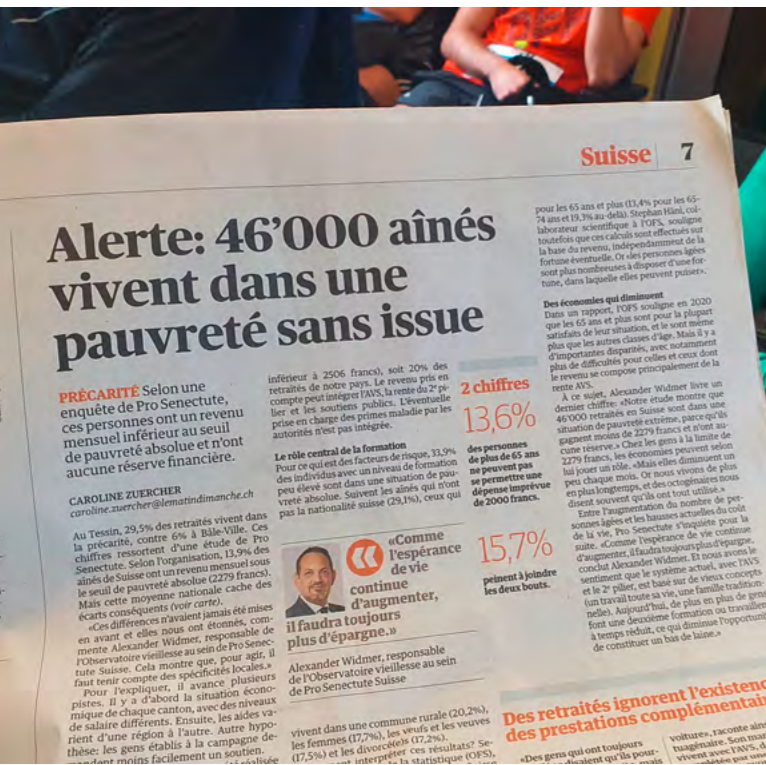 Suisse 7
Alerte: 46'000 aînés
vivent dans une
pauvreté sans issue
PRÉCARITÉ Selon une
enquête de Pro Senectute,
ces personnes ont un revenu
mensuel inférieur au seuil
de pauvreté absolue et n'ont
aucune réserve financière.
CAROLINE ZUERCHER
caroline.zuercher@lematindimanche.ch
Au Tessin, 29,5% des retraités vivent dans
la précarité, contre 6% à Bâle-Ville. Ces
chiffres ressortent d'une étude de Pro
Senectute. Selon l'organisation, 13,9% des
aînés de Suisse ont un revenu mensuel sous
le seuil de pauvreté absolue (2279 francs).
Mais cette moyenne nationale cache des
écarts conséquents (voir carte).
«Ces différences n'avaient jamais été mises
en avant et elles nous ont étonnés, com-
mente Alexander Widmer, responsable de
l'Observatoire vieillesse au sein de Pro Senec-
tute Suisse. Cela montre que, pour agir, il
faut tenir compte des spécificités locales.»
Pour l'expliquer, il avance plusieurs
pistes. Il y a d'abord la situation écono-
mique de chaque canton, avec des niveaux
de salaire différents. Ensuite, les aides va-
rient d'une région à l'autre. Autre hypo-
thèse: les gens établis à la campagne de-
mandent moins facilement un soutien.
réalisée
inférieur à 2506 francs), soit 20% des
retraités de notre pays. Le revenu pris en
compte peut intégrer l'AVS, la rente du 2e pi-
lier et les soutiens publics. L'éventuelle
prise en charge des primes maladie par les
autorités n'est pas intégrée.
Le rôle central de la formation
Pour ce qui est des facteurs de risque, 33,9%
des individus avec un niveau de formation
peu élevé sont dans une situation de pau-
vreté absolue. Suivent les aînés qui n'ont
pas la nationalité suisse (29,1%), ceux qui
«Comme
l'espérance
de vie
continue
d'augmenter,
il faudra toujours
plus d'épargne.»
Alexander Widmer, responsable
de l'Observatoire vieillesse au sein
de Pro Senectute Suisse
vivent dans une commune rurale (20,2%),
les femmes (17,7%), les veufs et les veuves
(17,5%) et les divorcé(e)s (17,2%).
interpréter ces résultats? Se-
la statistique (OFS),
2 chiffres
13,6%
des personnes
de plus de 65 ans
ne peuvent pas
se permettre une
dépense imprévue
de 2000 francs.
15,7%
peinent à joindre
les deux bouts.
pour les 65 ans et plus (13,4% pour les 65-
74 ans et 19,3% au-delà). Stephan Häni, col-
laborateur scientifique à l'OFS, souligne
toutefois que ces calculs sont effectués sur
la base du revenu, indépendamment de la
fortune éventuelle. Or «les personnes âgées
sont plus nombreuses à disposer d'une for-
tune, dans laquelle elles peuvent puiser».
Des économies qui diminuent
Dans un rapport, l'OFS souligne en 2020
que les 65 ans et plus sont pour la plupart
satisfaits de leur situation, et le sont même
plus que les autres classes d'âge. Mais il y a
d'importantes disparités, avec notamment
plus de difficultés pour celles et ceux dont
le revenu se compose principalement de la
rente AVS.
À ce sujet, Alexander Widmer livre un
dernier chiffre: «Notre étude montre que
46'000 retraités en Suisse sont dans une
situation de pauvreté extrême, parce qu'ils
gagnent moins de 2279 francs et n'ont au-
cune réserve.» Chez les gens à la limite de
2279 francs, les économies peuvent selon
lui jouer un rôle. «Mais elles diminuent un
peu chaque mois. Or nous vivons de plus
en plus longtemps, et des octogénaires nous
disent souvent qu'ils ont tout utilisé.»
Entre l'augmentation du nombre de per-
sonnes âgées et les hausses actuelles du coût
de la vie, Pro Senectute s'inquiète pour la
suite. «Comme l'espérance de vie continue
d'augmenter, il faudra toujours plus d'épargne,
conclut Alexander Widmer. Et nous avons le
sentiment que le système actuel, avec l'AVS
et le 2e pilier, est basé sur de vieux concepts
(un travail toute sa vie, une famille tradition-
nelle). Aujourd'hui, de plus en plus de gens
font une deuxième formation ou travaillent
à temps réduit, ce qui diminue l'opportunité
de constituer un bas de laine.»
Des retraités ignorent l'existenc
des prestations complémentai
«Des gens qui ont toujours
disaient qu'ils pour-
mais
voiture», raconte
tuagénaire. Son mar
vivent avec l'AVS, d